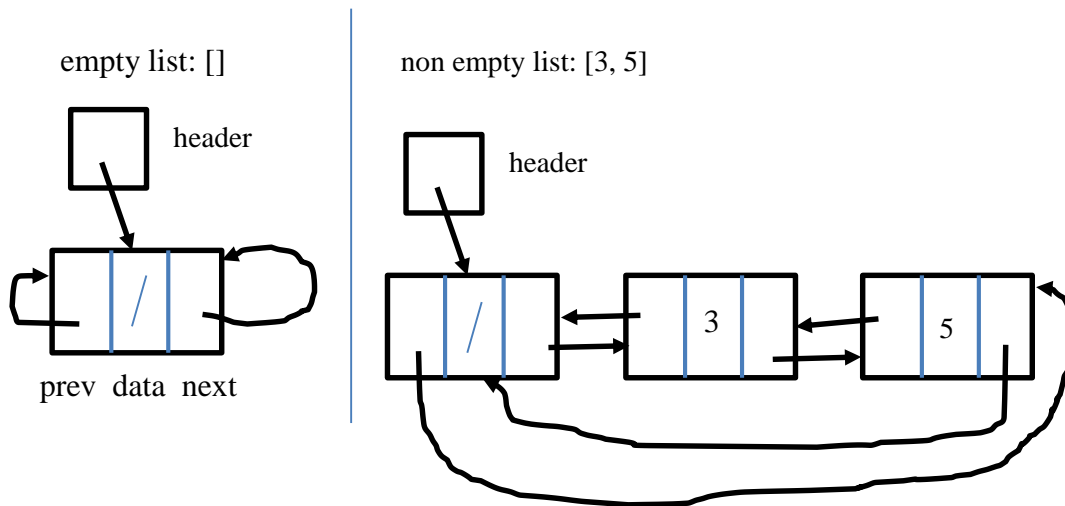 empty list: []
header
/
prev data next
non empty list: [3, 5]
header
/
3
5